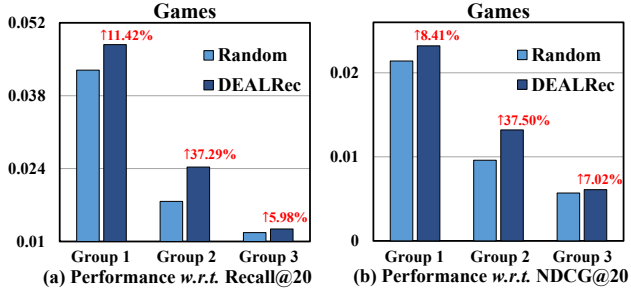 Games
0.052
0.038
0.024
0.01
↑11.42%
↑37.29%
↑5.98%
Random
DEALRec
Group 1 Group 2 Group 3
(a) Performance w.r.t. Recall@20
Games
0.02
0.01
0
↑8.41%
↑37.50%
↑7.02%
Random
DEALRec
Group 1 Group 2 Group 3
(b) Performance w.r.t. NDCG@20